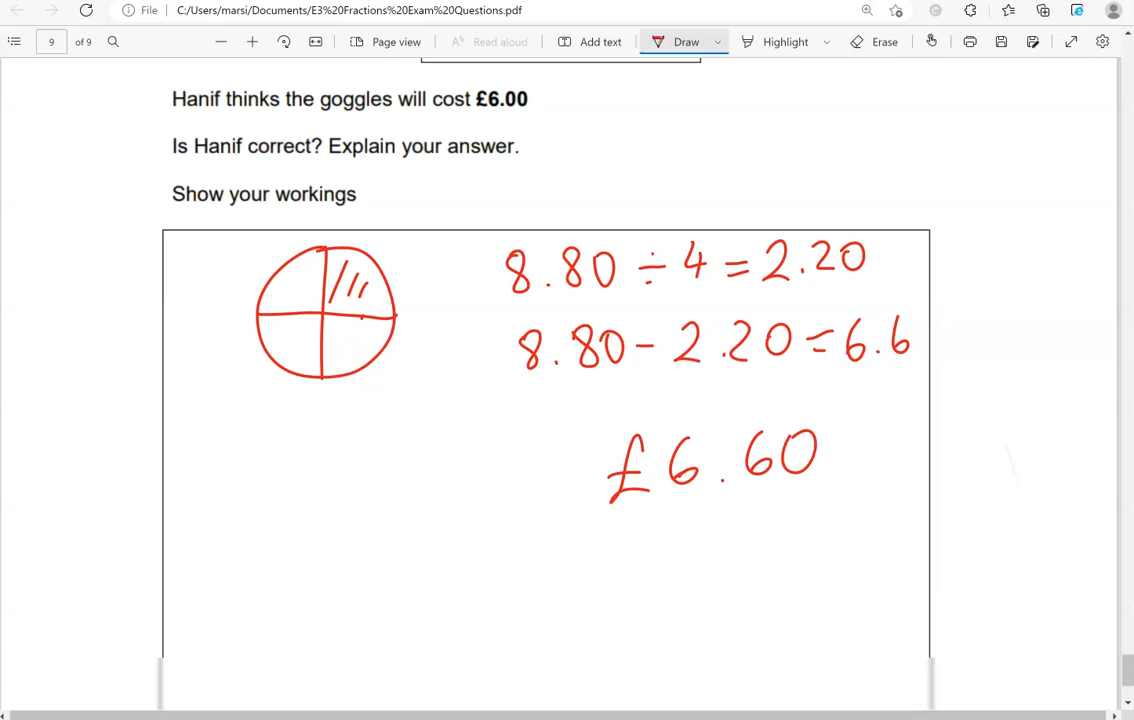 File C:/Users/marsi/Documents/E3%20Fractions%20Exam%20Questions.pdf
9 of 9 Page view Read aloud Add text Draw Highlight Erase
Hanif thinks the goggles will cost £6.00
Is Hanif correct? Explain your answer.
Show your workings
8.80 ÷ 4 = 2.20
8.80 - 2.20 = 6.6
£6.60